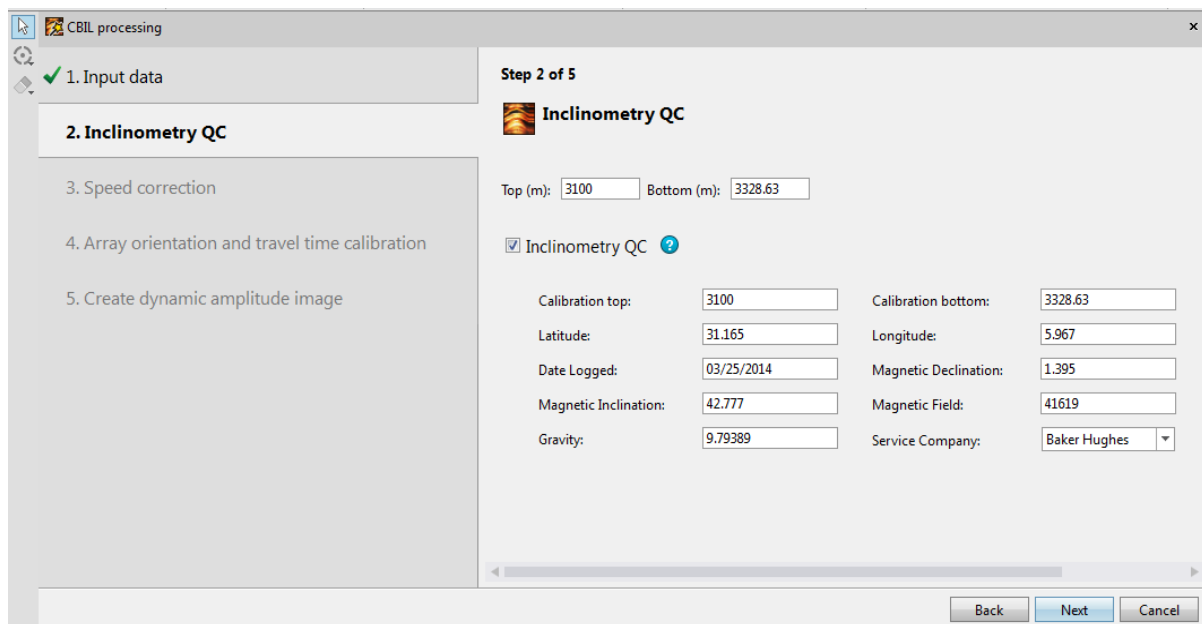 CBIL processing
1. Input data
2. Inclinometry QC
3. Speed correction
4. Array orientation and travel time calibration
5. Create dynamic amplitude image
Step 2 of 5
Inclinometry QC
Top (m): 3100 Bottom (m): 3328.63
Inclinometry QC ?
Calibration top: 3100 Calibration bottom: 3328.63
Latitude: 31.165 Longitude: 5.967
Date Logged: 03/25/2014 Magnetic Declination: 1.395
Magnetic Inclination: 42.777 Magnetic Field: 41619
Gravity: 9.79389 Service Company: Baker Hughes
Back Next Cancel